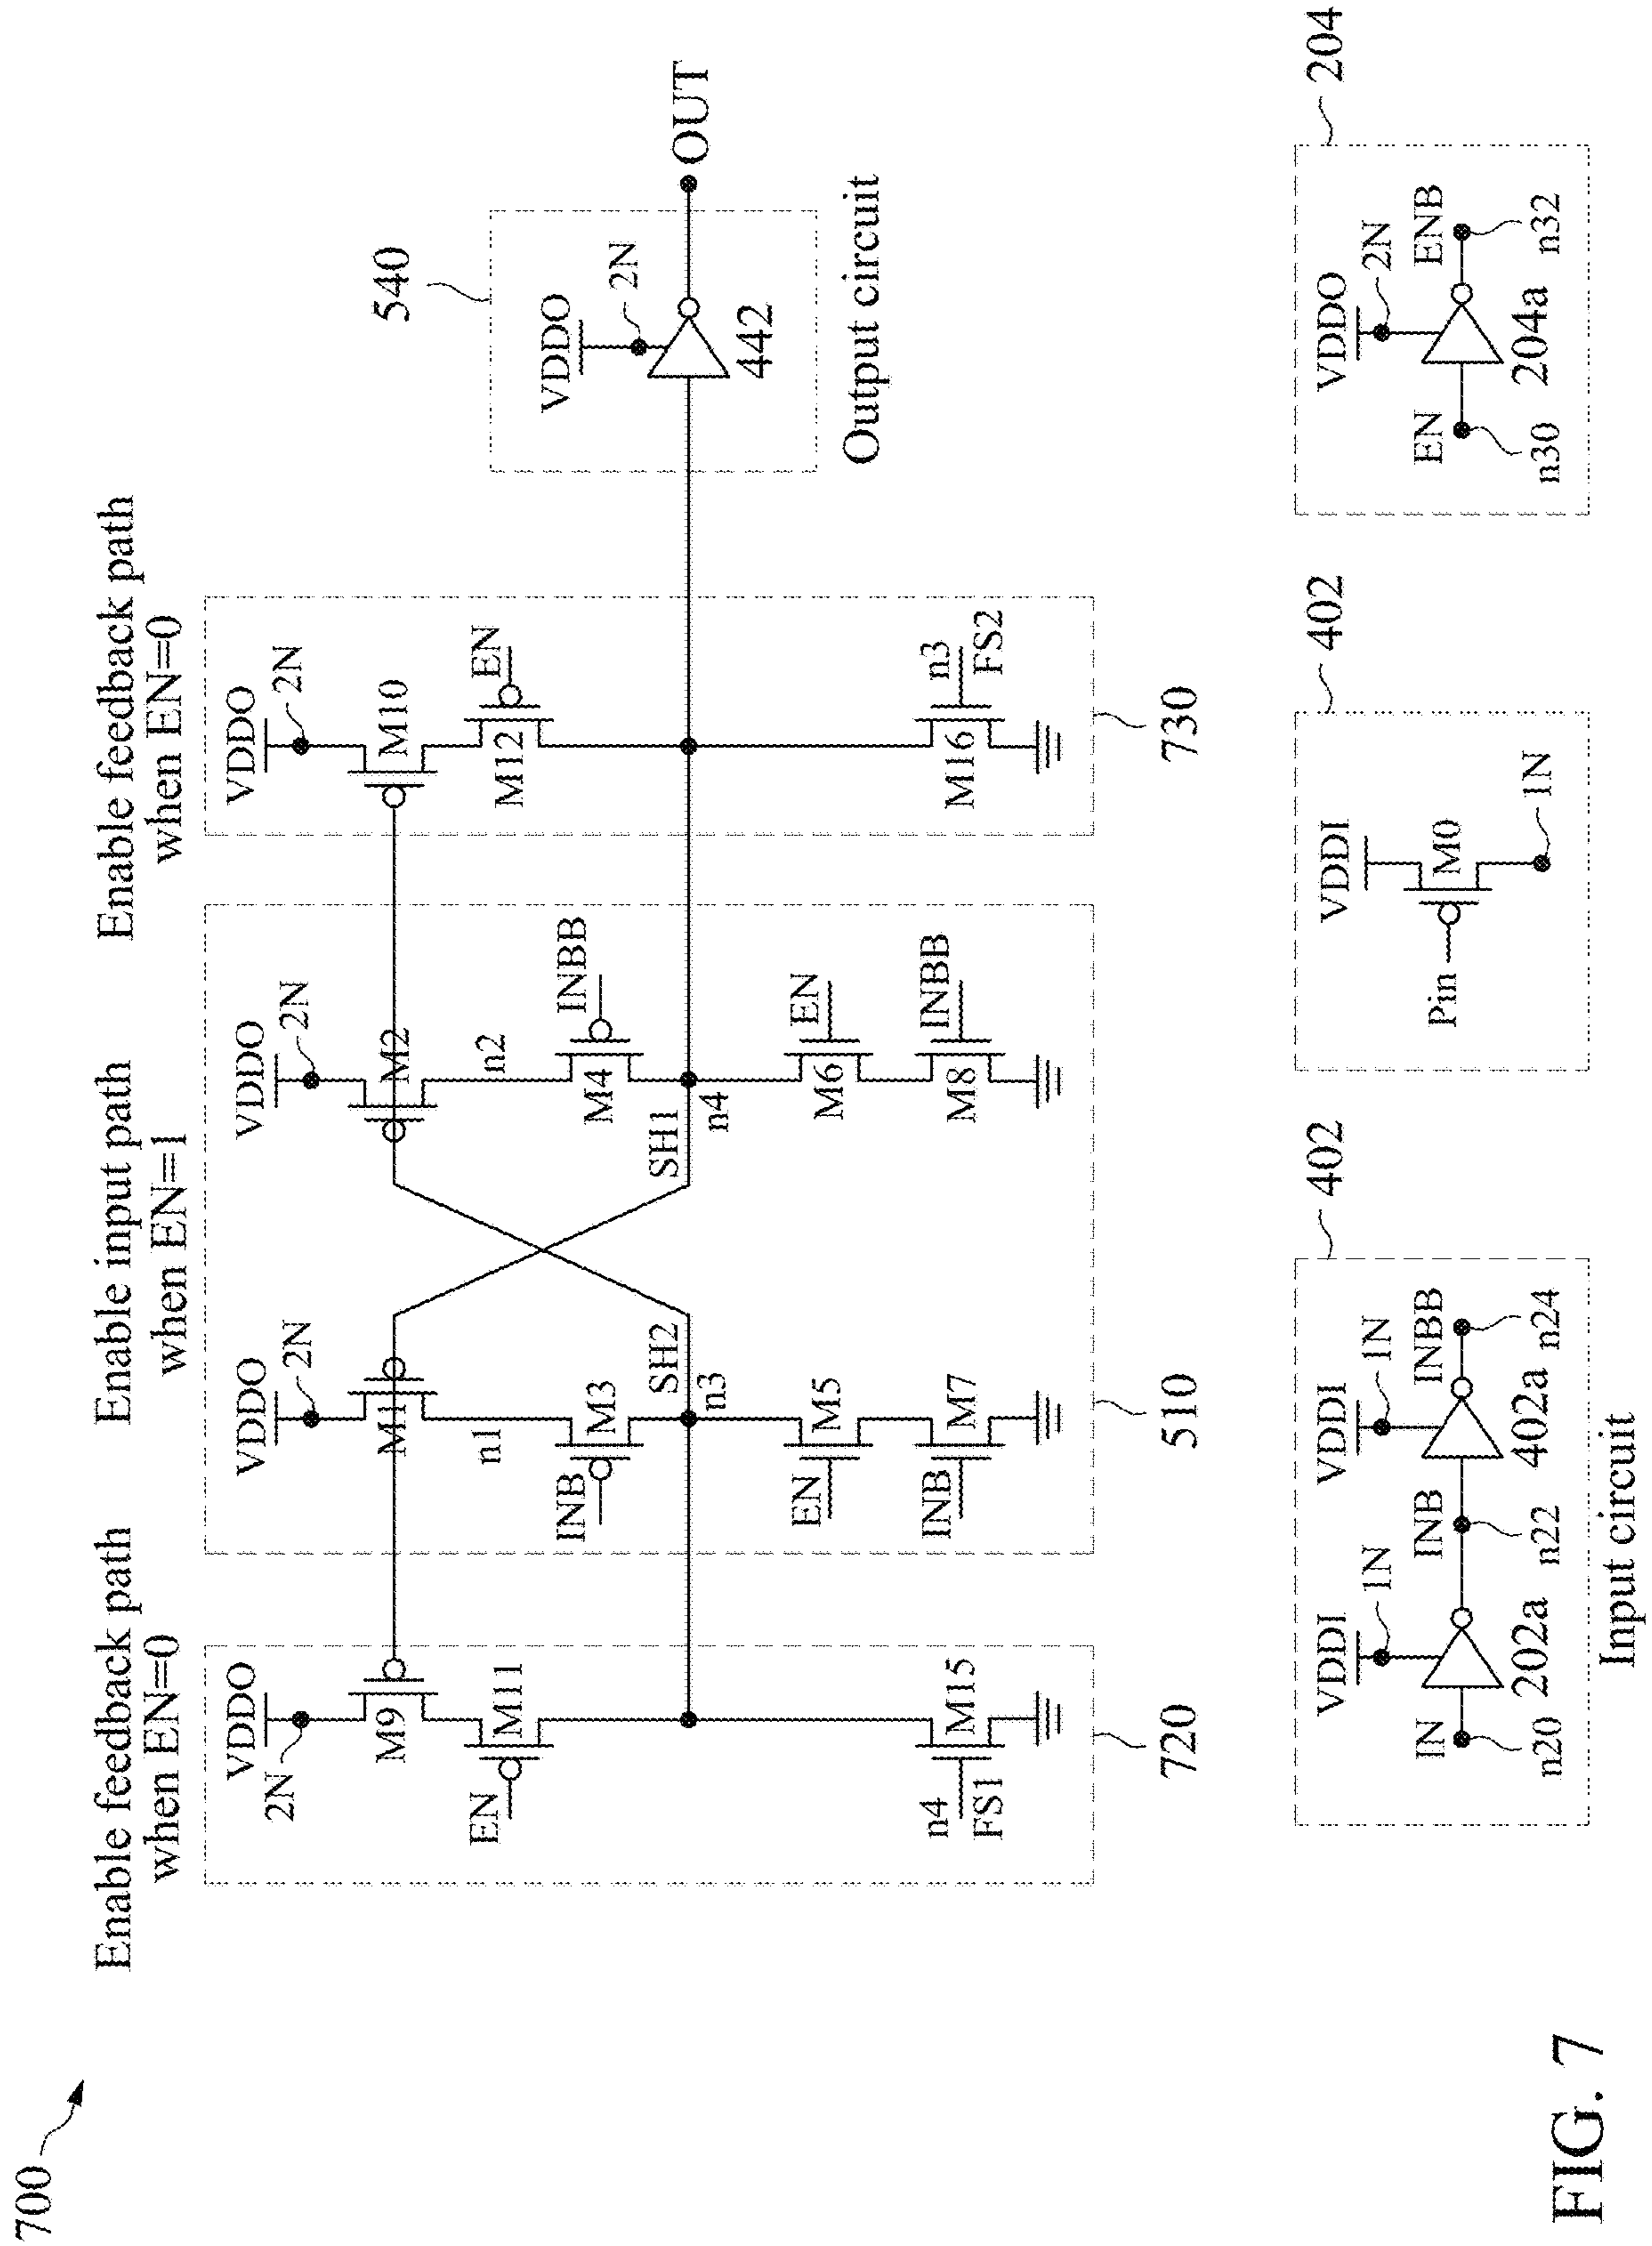 700
Enable feedback path
when EN=0
Enable input path
when EN=1
Enable feedback path
when EN=0
VDDO
2N
M9
EN
M11
n4
FS1
M15
720
VDDO
2N
M1
n1
INB
M3
SH2
n3
EN
M5
INB
M7
510
VDDO
2N
M2
n2
INBB
M4
SH1
n4
EN
M6
INBB
M8
VDDO
2N
M10
EN
M12
n3
FS2
M16
730
540
VDDO
2N
442
OUT
Output circuit
402
VDDI
1N
IN
n20
202a
INB
n22
VDDI
1N
402a
INBB
n24
Input circuit
402
VDDI
Pin
M0
1N
204
VDDO
2N
EN
n30
204a
ENB
n32
FIG. 7